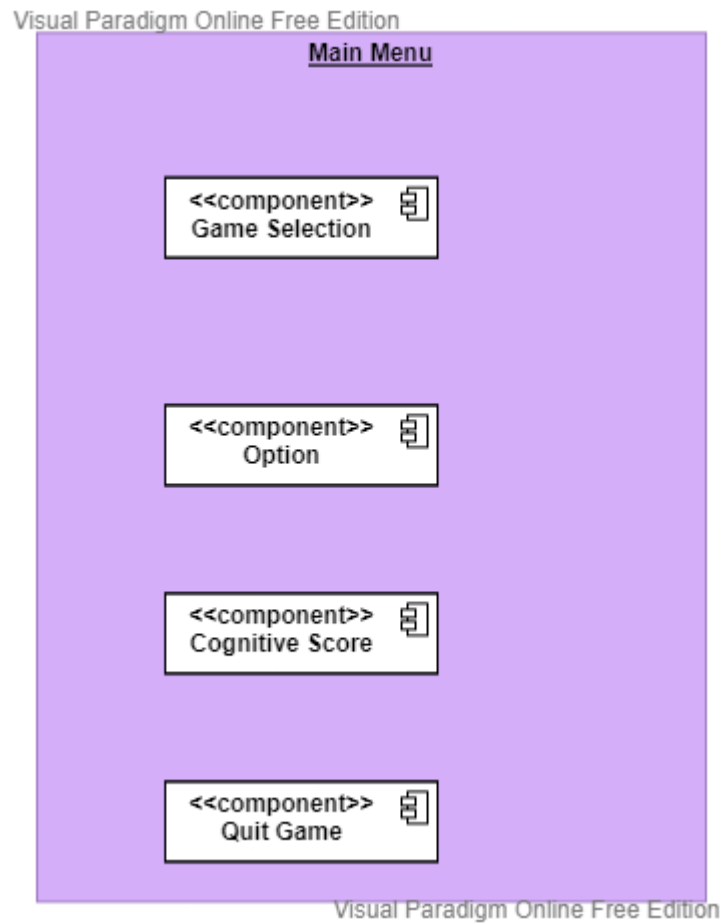 Visual Paradigm Online Free Edition
Main Menu
<<component>>
Game Selection
<<component>>
Option
<<component>>
Cognitive Score
<<component>>
Quit Game
Visual Paradigm Online Free Edition